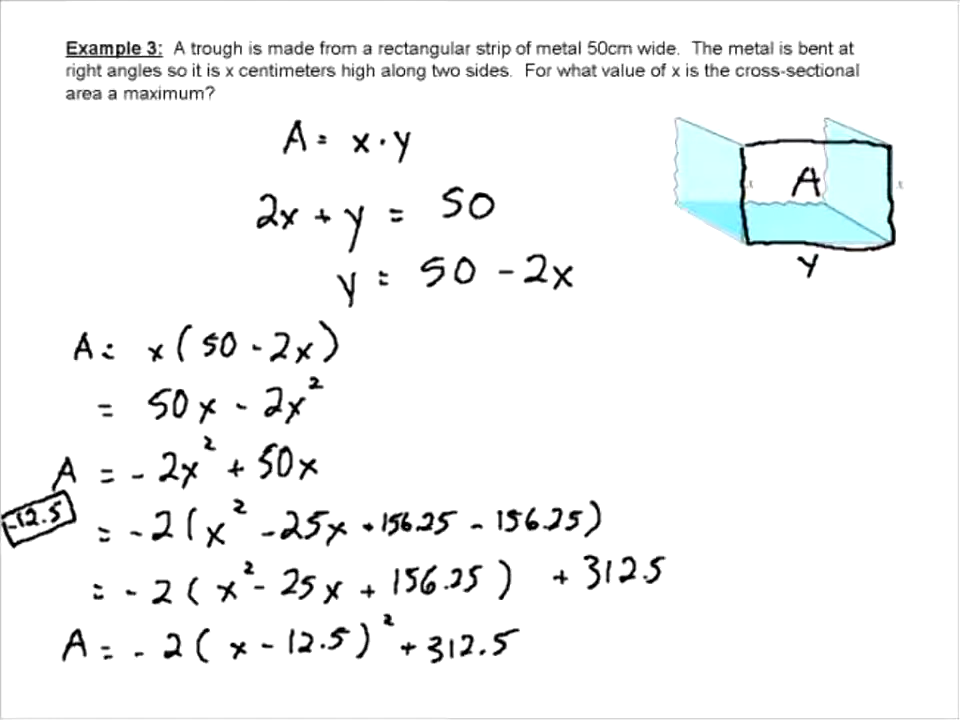 Example 3: A trough is made from a rectangular strip of metal 50cm wide. The metal is bent at
right angles so it is x centimeters high along two sides. For what value of x is the cross-sectional
area a maximum?
A = x · y
2x + y = 50
y = 50 - 2x
A
Y
A = x(50 - 2x)
= 50x - 2x²
A = -2x² + 50x
-12.5
= -2(x² - 25x + 156.25 - 156.25)
= -2(x² - 25x + 156.25) + 312.5
A = -2(x - 12.5)² + 312.5